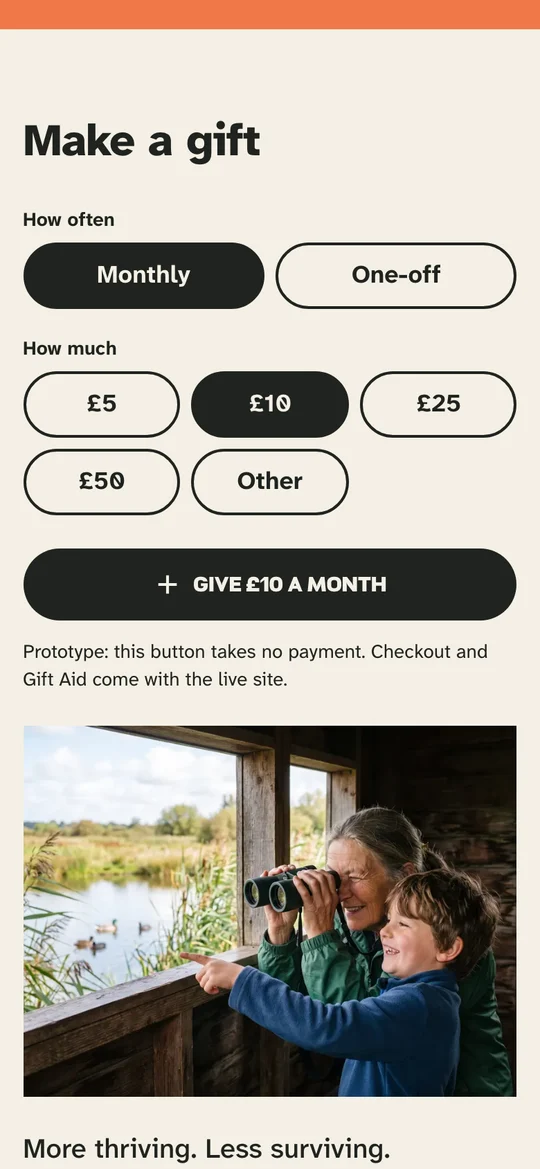 Make a gift
How often
Monthly One-off
How much
£5 £10 £25
£50 Other
+ GIVE £10 A MONTH
Prototype: this button takes no payment. Checkout and
Gift Aid come with the live site.
More thriving. Less surviving.